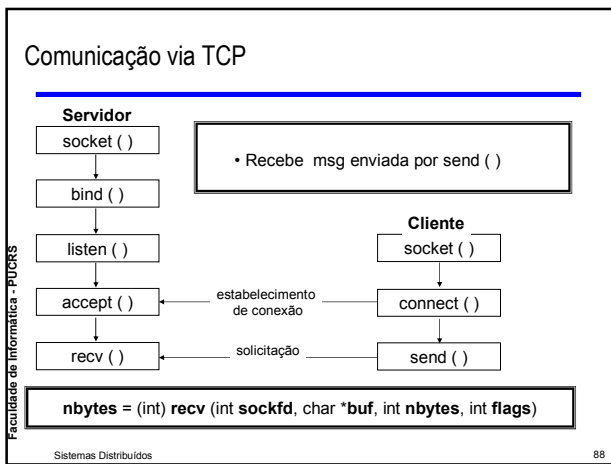 Comunicação via TCP
Servidor
socket ( )
• Recebe msg enviada por send ( )
bind ( )
Cliente
listen ( )
socket ( )
accept ( )
estabelecimento
de conexão
connect ( )
recv ( )
solicitação
send ( )
nbytes = (int) recv (int sockfd, char *buf, int nbytes, int flags)
Faculdade de Informática - PUCRS
Sistemas Distribuídos
88